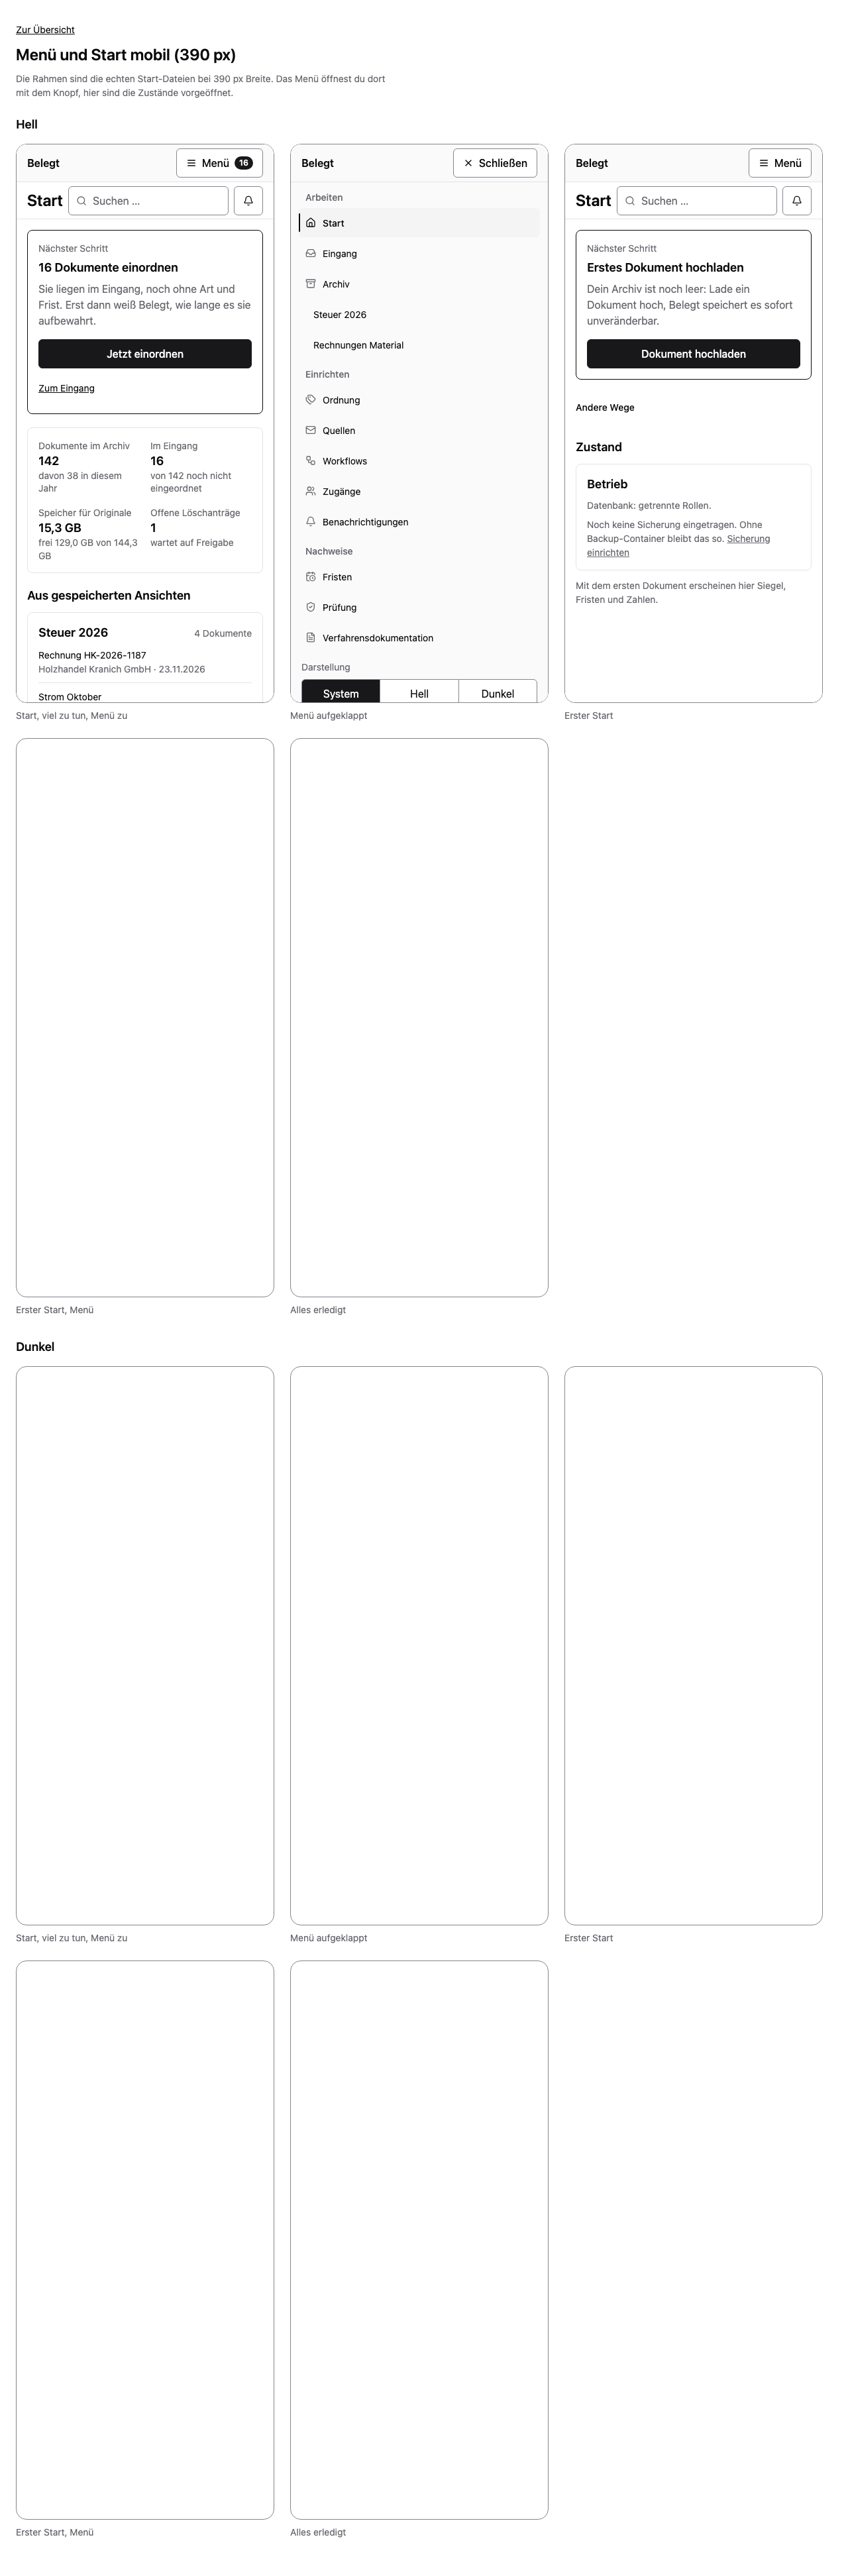 Zur Übersicht
Menü und Start mobil (390 px)
Die Rahmen sind die echten Start-Dateien bei 390 px Breite. Das Menü öffnest du dort
mit dem Knopf, hier sind die Zustände vorgeöffnet.
Hell
Belegt
Menü 16
Start
Suchen ...
Nächster Schritt
16 Dokumente einordnen
Sie liegen im Eingang, noch ohne Art und
Frist. Erst dann weiß Belegt, wie lange es sie
aufbewahrt.
Jetzt einordnen
Zum Eingang
Dokumente im Archiv
142
davon 38 in diesem
Jahr
Im Eingang
16
von 142 noch nicht
eingeordnet
Speicher für Originale
15,3 GB
frei 129,0 GB von 144,3
GB
Offene Löschanträge
1
wartet auf Freigabe
Aus gespeicherten Ansichten
Steuer 2026
4 Dokumente
Rechnung HK-2026-1187
Holzhandel Kranich GmbH · 23.11.2026
Strom Oktober
Start, viel zu tun, Menü zu
Belegt
Schließen
Arbeiten
Start
Eingang
Archiv
Steuer 2026
Rechnungen Material
Einrichten
Ordnung
Quellen
Workflows
Zugänge
Benachrichtigungen
Nachweise
Fristen
Prüfung
Verfahrensdokumentation
Darstellung
System
Hell
Dunkel
Menü aufgeklappt
Belegt
Menü
Start
Suchen ...
Nächster Schritt
Erstes Dokument hochladen
Dein Archiv ist noch leer: Lade ein
Dokument hoch, Belegt speichert es sofort
unveränderbar.
Dokument hochladen
Andere Wege
Zustand
Betrieb
Datenbank: getrennte Rollen.
Noch keine Sicherung eingetragen. Ohne
Backup-Container bleibt das so. Sicherung
einrichten
Mit dem ersten Dokument erscheinen hier Siegel,
Fristen und Zahlen.
Erster Start
Erster Start, Menü
Alles erledigt
Dunkel
Start, viel zu tun, Menü zu
Menü aufgeklappt
Erster Start
Erster Start, Menü
Alles erledigt